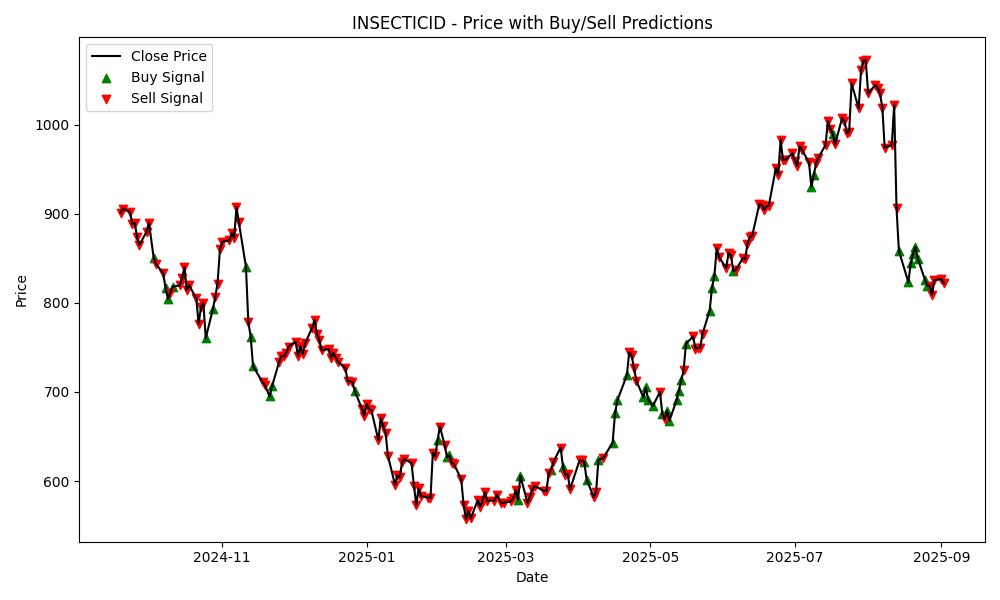 INSECTICID - Price with Buy/Sell Predictions
Close Price
Buy Signal
Sell Signal
Price
1000
900
800
700
600
2024-11
2025-01
2025-03
2025-05
2025-07
2025-09
Date